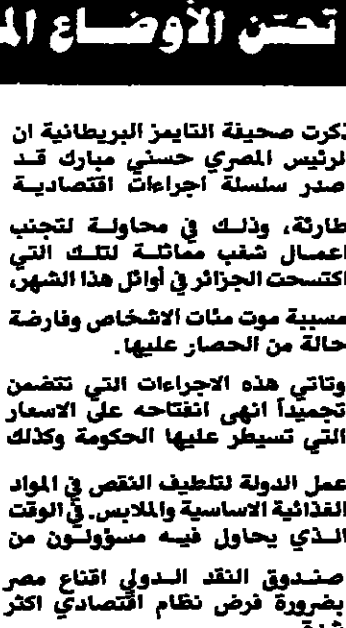 تحسّن الأوضاع
ذكرت صحيفة التايمز البريطانية ان
الرئيس المصري حسني مبارك قد
اصدر سلسلة اجراءات اقتصادية
طارئة، وذلك في محاولة لتجنب
اعمال شغب مماثلة لتلك التي
اكتسحت الجزائر في أوائل هذا الشهر،
مسببة موت مئات الاشخاص وفارضة
حالة من الحصار عليها.
وتاتي هذه الاجراءات التي تتضمن
تجميداً انهى انفتاحه على الاسعار
التي تسيطر عليها الحكومة وكذلك
عمل الدولة لتلطيف النقص في المواد
الغذائية الاساسية والملابس. في الوقت
الذي يحاول فيه مسؤولون من
صندوق النقد الدولي اقناع مصر
بضرورة فرض نظام اقتصادي اكثر